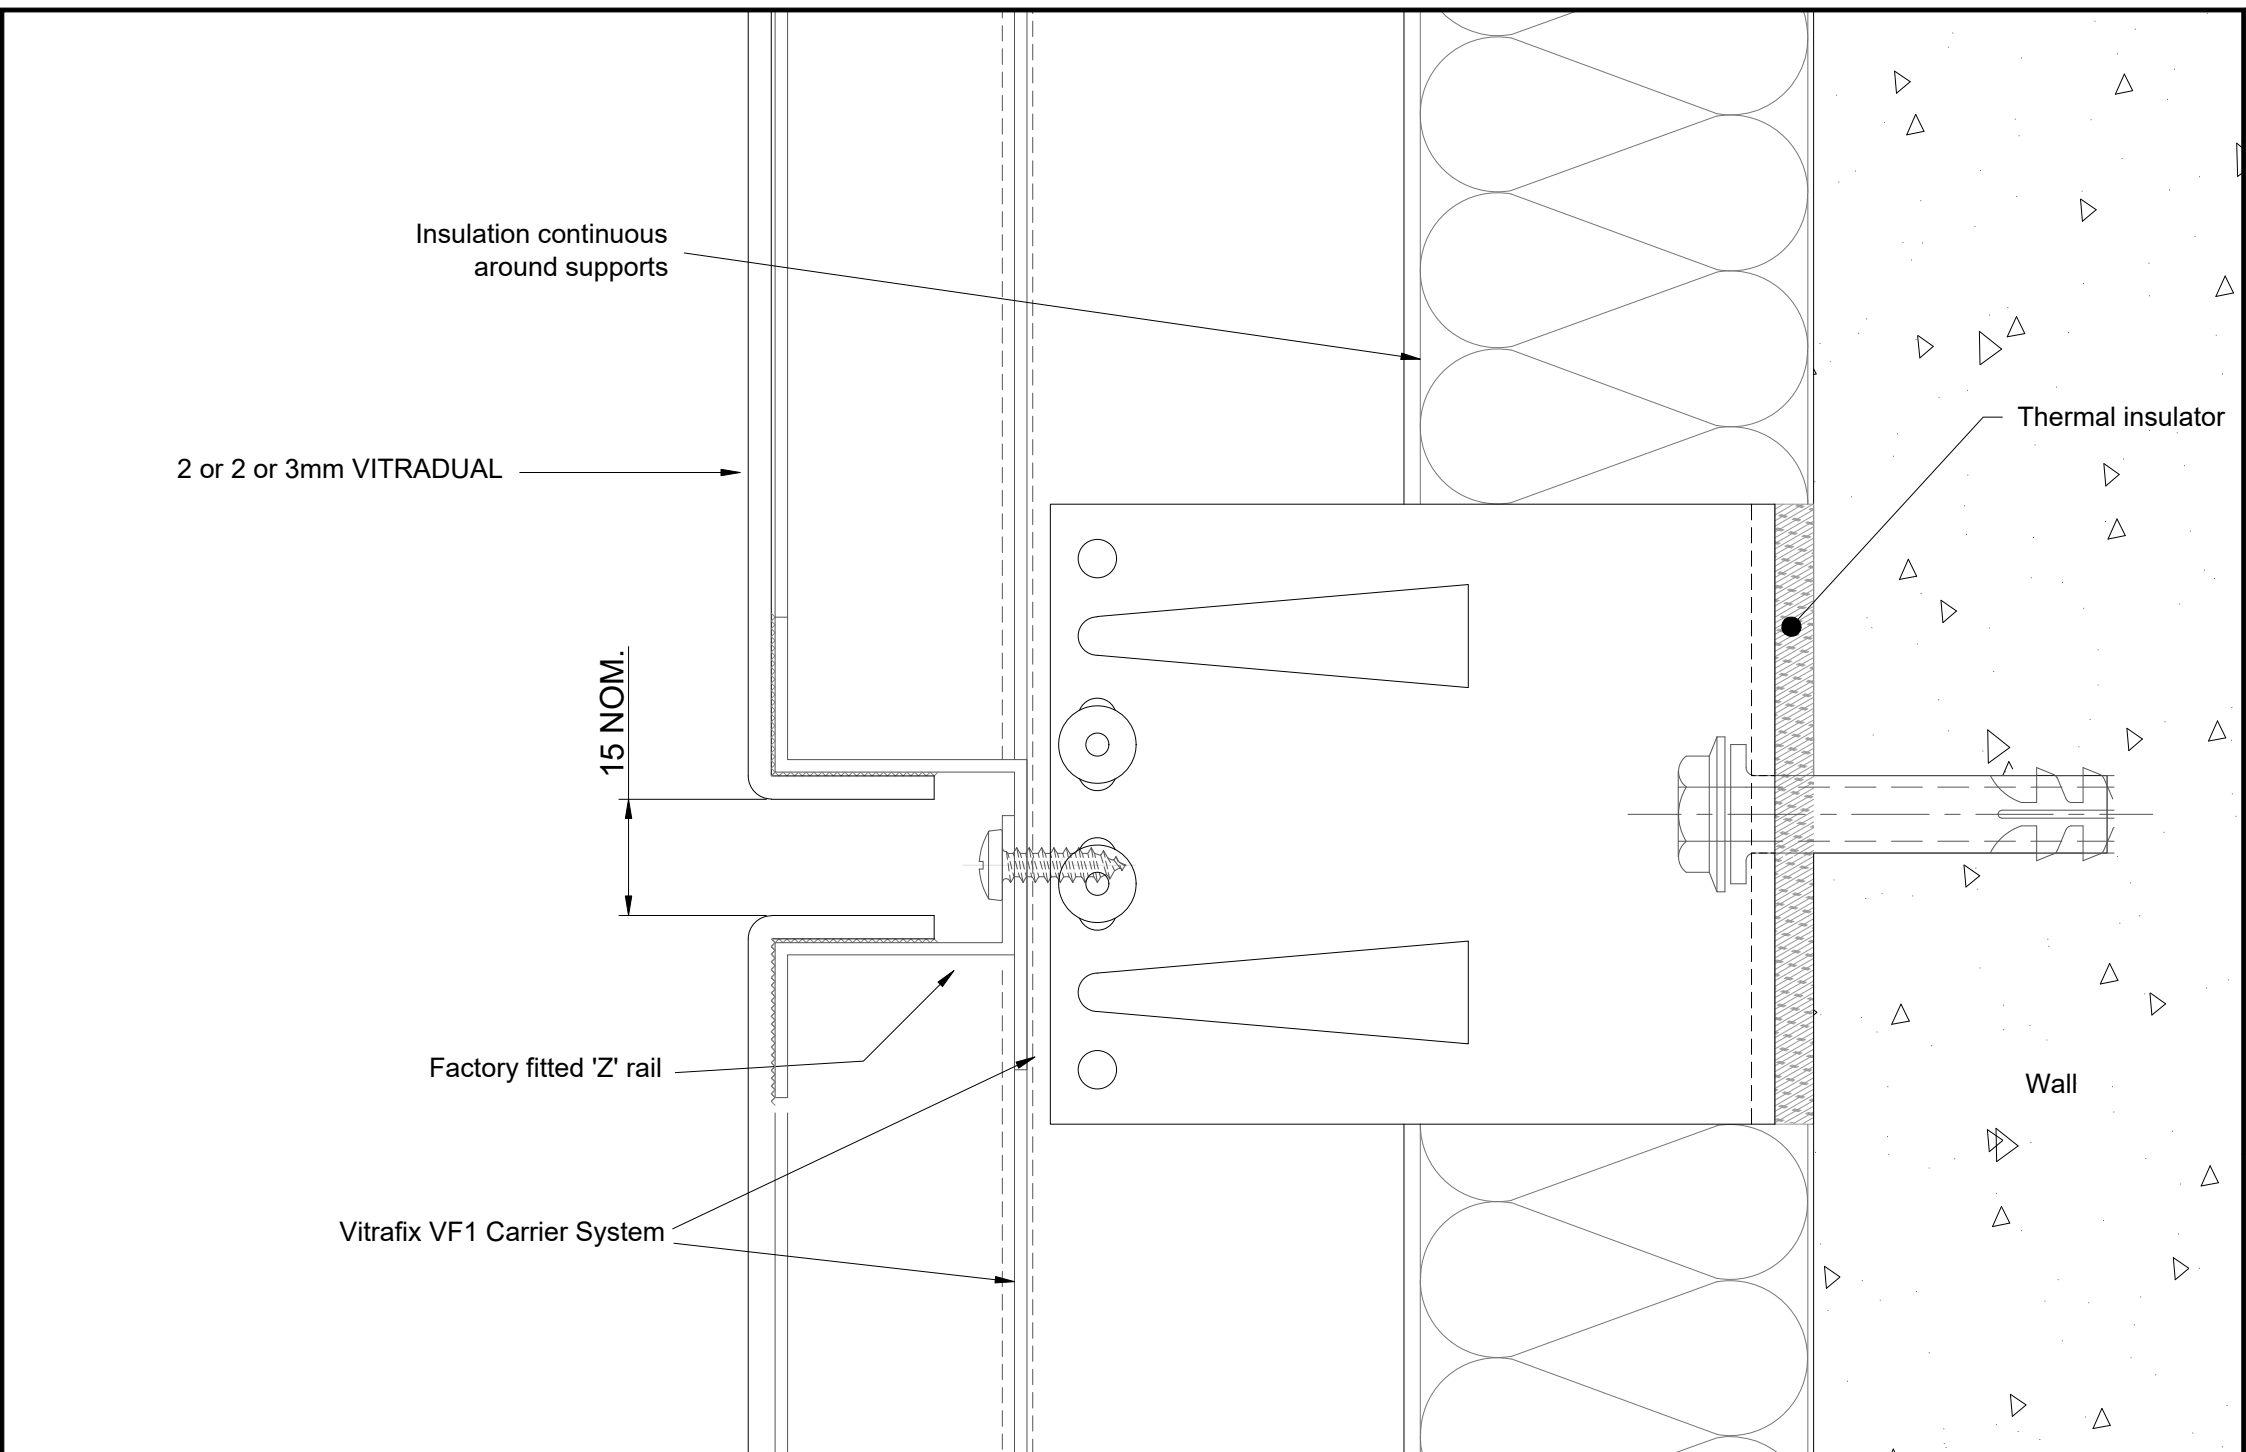 Insulation continuous
around supports
Thermal insulator
2 or 2 or 3mm VITRADUAL
15 NOM.
Factory fitted 'Z' rail
Wall
Vitrafix VF1 Carrier System